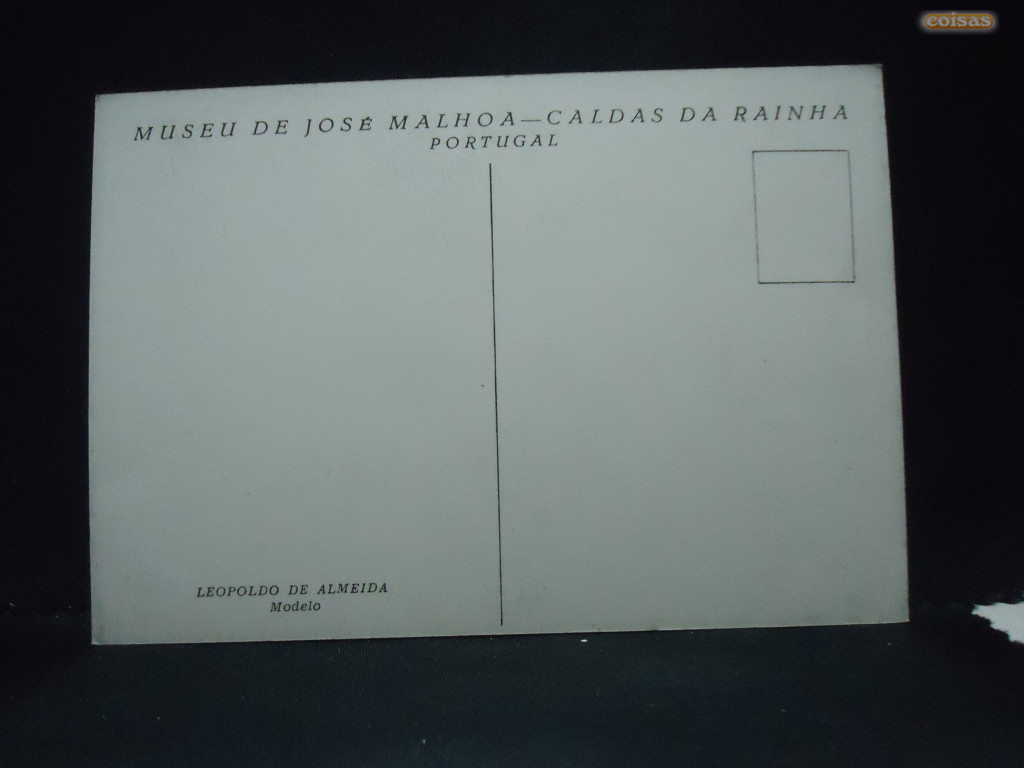 coisas
MUSEU DE JOSÉ MALHOA—CALDAS DA RAINHA
PORTUGAL
LEOPOLDO DE ALMEIDA
Modelo